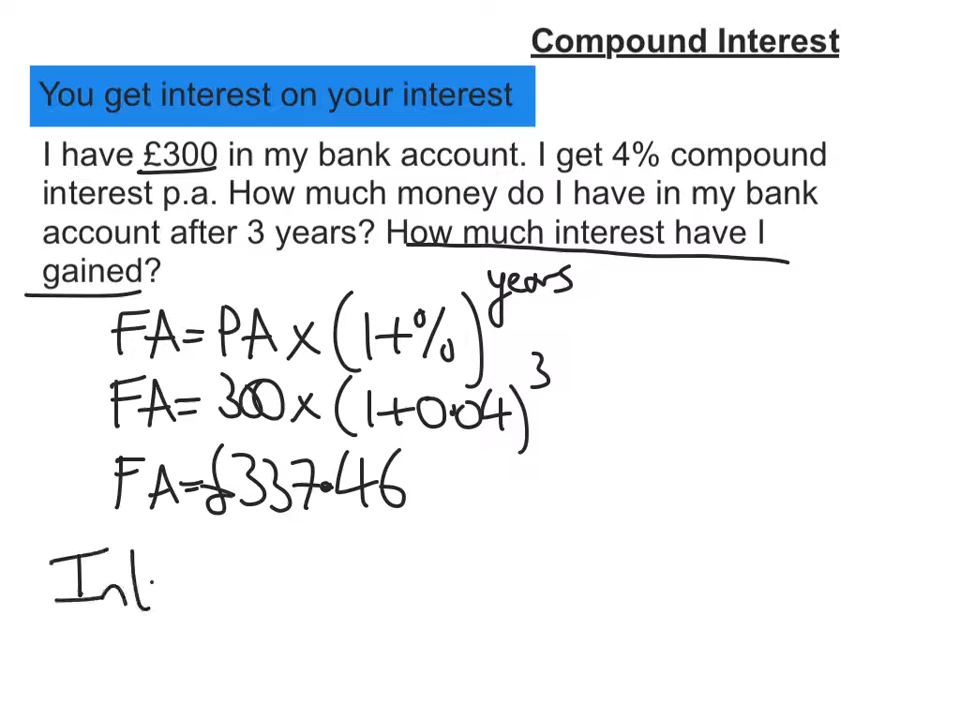 Compound Interest
You get interest on your interest
I have £300 in my bank account. I get 4% compound
interest p.a. How much money do I have in my bank
account after 3 years? How much interest have I
gained?
FA = PA × (1+%)^years
FA = 300 × (1+0.04)^3
FA = £337.46
Int